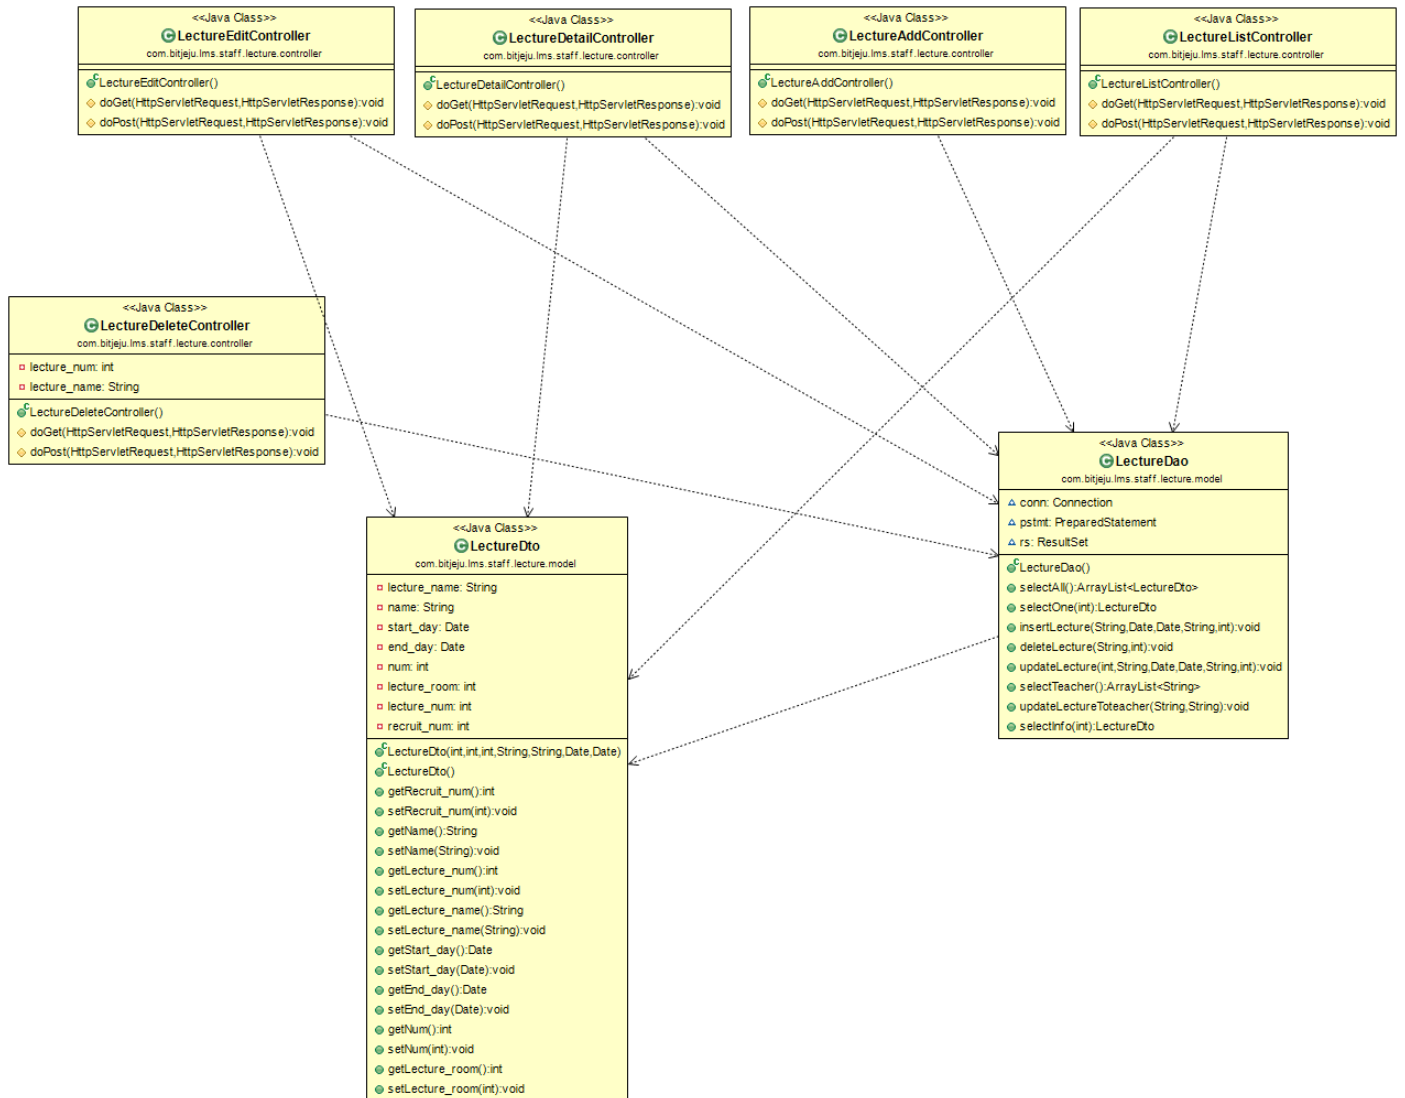 <<Java Class>>
LectureEditController
com.bitjeju.lms.staff.lecture.controller
LectureEditController()
doGet(HttpServletRequest,HttpServletResponse):void
doPost(HttpServletRequest,HttpServletResponse):void
<<Java Class>>
LectureDetailController
com.bitjeju.lms.staff.lecture.controller
LectureDetailController()
doGet(HttpServletRequest,HttpServletResponse):void
doPost(HttpServletRequest,HttpServletResponse):void
<<Java Class>>
LectureAddController
com.bitjeju.lms.staff.lecture.controller
LectureAddController()
doGet(HttpServletRequest,HttpServletResponse):void
doPost(HttpServletRequest,HttpServletResponse):void
<<Java Class>>
LectureListController
com.bitjeju.lms.staff.lecture.controller
LectureListController()
doGet(HttpServletRequest,HttpServletResponse):void
doPost(HttpServletRequest,HttpServletResponse):void
<<Java Class>>
LectureDeleteController
com.bitjeju.lms.staff.lecture.controller
lecture_num: int
lecture_name: String
LectureDeleteController()
doGet(HttpServletRequest,HttpServletResponse):void
doPost(HttpServletRequest,HttpServletResponse):void
<<Java Class>>
LectureDao
com.bitjeju.lms.staff.lecture.model
conn: Connection
pstmt: PreparedStatement
rs: ResultSet
LectureDao()
selectAll():ArrayList<LectureDto>
selectOne(int):LectureDto
insertLecture(String,Date,Date,String,int):void
deleteLecture(String,int):void
updateLecture(int,String,Date,Date,String,int):void
selectTeacher():ArrayList<String>
updateLectureToteacher(String,String):void
selectInfo(int):LectureDto
<<Java Class>>
LectureDto
com.bitjeju.lms.staff.lecture.model
lecture_name: String
name: String
start_day: Date
end_day: Date
num: int
lecture_room: int
lecture_num: int
recruit_num: int
LectureDto(int,int,int,String,String,Date,Date)
LectureDto()
getRecruit_num():int
setRecruit_num(int):void
getName():String
setName(String):void
getLecture_num():int
setLecture_num(int):void
getLecture_name():String
setLecture_name(String):void
getStart_day():Date
setStart_day(Date):void
getEnd_day():Date
setEnd_day(Date):void
getNum():int
setNum(int):void
getLecture_room():int
setLecture_room(int):void